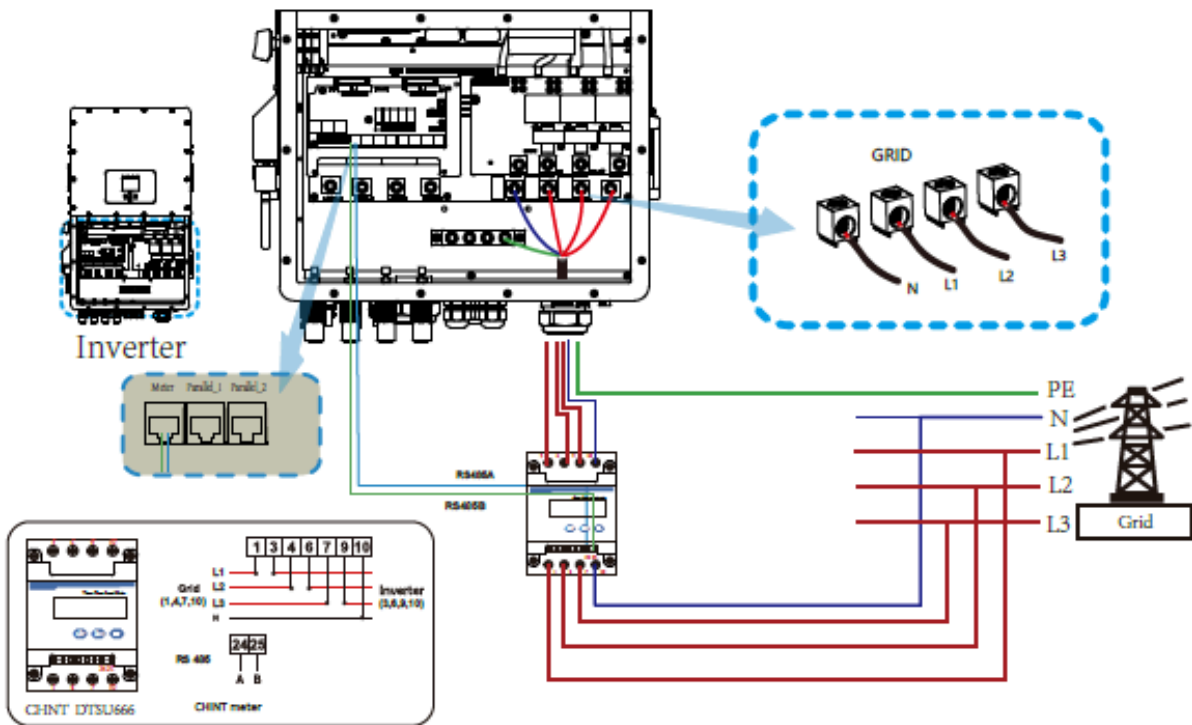 GRID
N
L1
L2
L3
Inverter
Meter Parallel_1 Parallel_2
PE
N
L1
L2
L3
Grid
RS485A
RS485B
1 3 4 6 7 9 10
L1
L2
L3
N
Grid
(1,4,7,10)
Inverter
(3,6,9,10)
24 25
RS 485
A B
CHNT DTSU666
CHINT meter